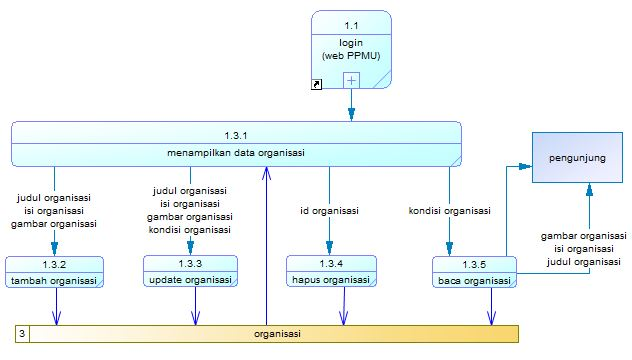 1.1
login
(web PPMU)
1.3.1
menampilkan data organisasi
pengunjung
judul organisasi
isi organisasi
gambar organisasi
judul organisasi
isi organisasi
gambar organisasi
kondisi organisasi
id organisasi
kondisi organisasi
gambar organisasi
isi organisasi
judul organisasi
1.3.2
tambah organisasi
1.3.3
update organisasi
1.3.4
hapus organisasi
1.3.5
baca organisasi
3
organisasi